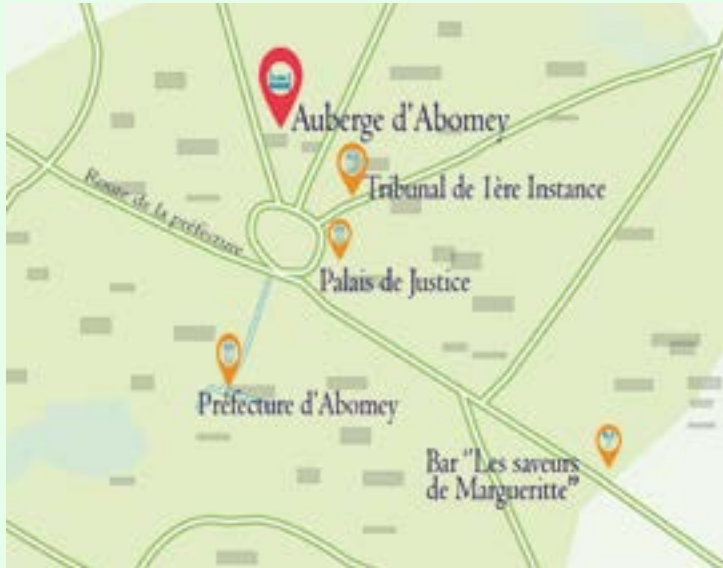 Auberge d'Abomey
Tribunal de 1ère Instance
Route de la préfecture
Palais de Justice
Préfecture d'Abomey
Bar "Les saveurs
de Margueritte"